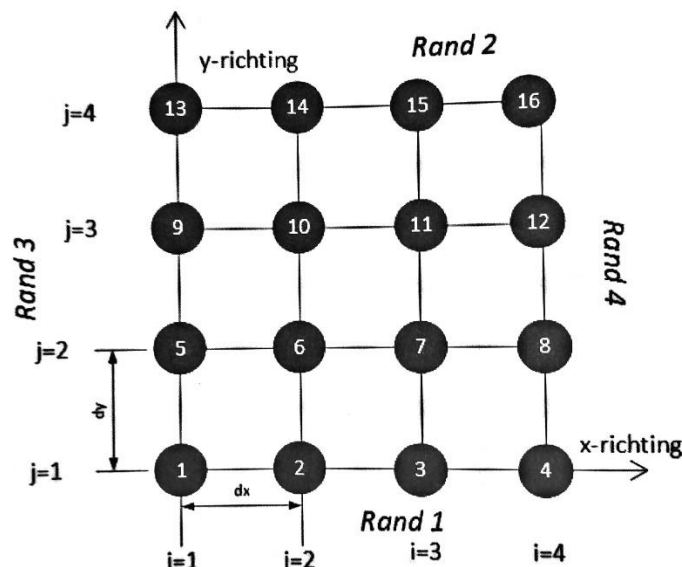 Rand 2
y-richting
j=4
13 14 15 16
j=3
9 10 11 12
Rand 3
Rand 4
j=2
5 6 7 8
dy
x-richting
j=1
1 2 3 4
dx
Rand 1
i=1 i=2 i=3 i=4